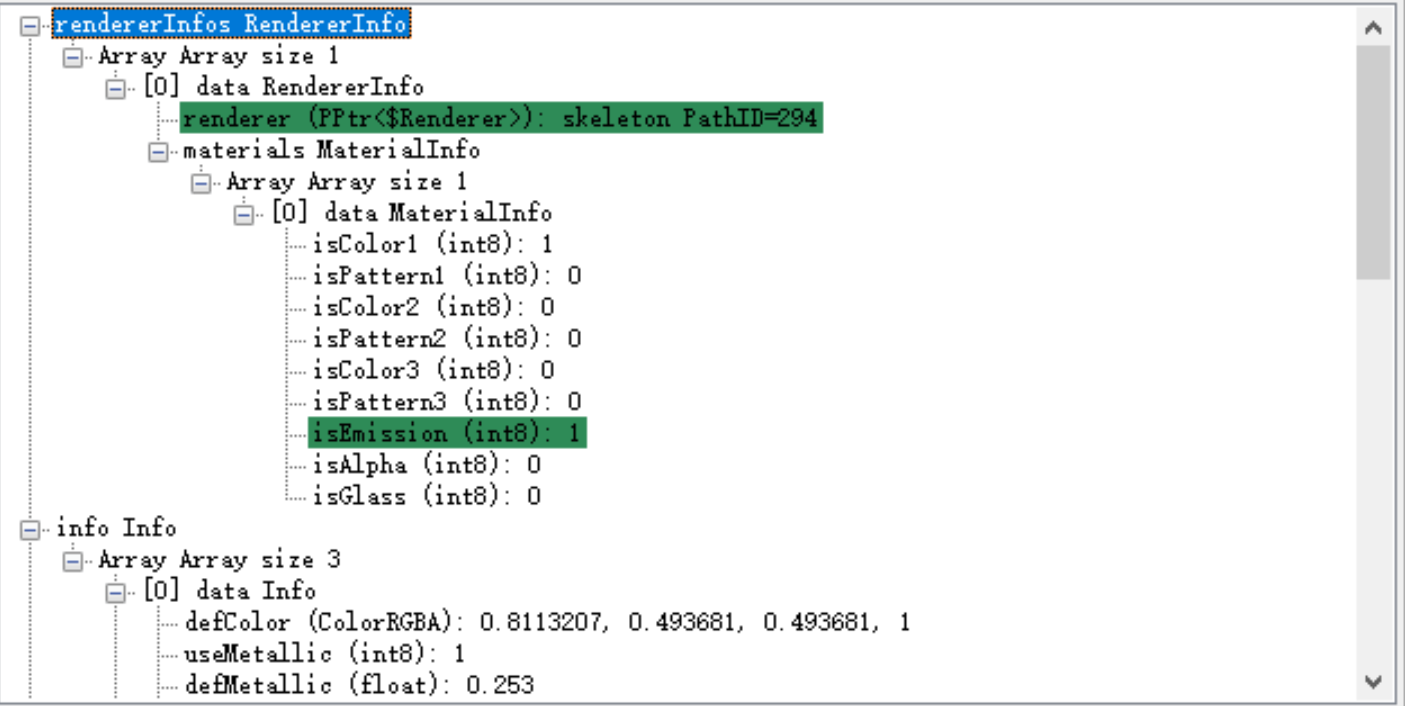 rendererInfos RendererInfo
Array Array size 1
[0] data RendererInfo
renderer (PPtr<$Renderer>): skeleton PathID=294
materials MaterialInfo
Array Array size 1
[0] data MaterialInfo
isColor1 (int8): 1
isPattern1 (int8): 0
isColor2 (int8): 0
isPattern2 (int8): 0
isColor3 (int8): 0
isPattern3 (int8): 0
isEmission (int8): 1
isAlpha (int8): 0
isGlass (int8): 0
info Info
Array Array size 3
[0] data Info
defColor (ColorRGBA): 0.8113207, 0.493681, 0.493681, 1
useMetallic (int8): 1
defMetallic (float): 0.253